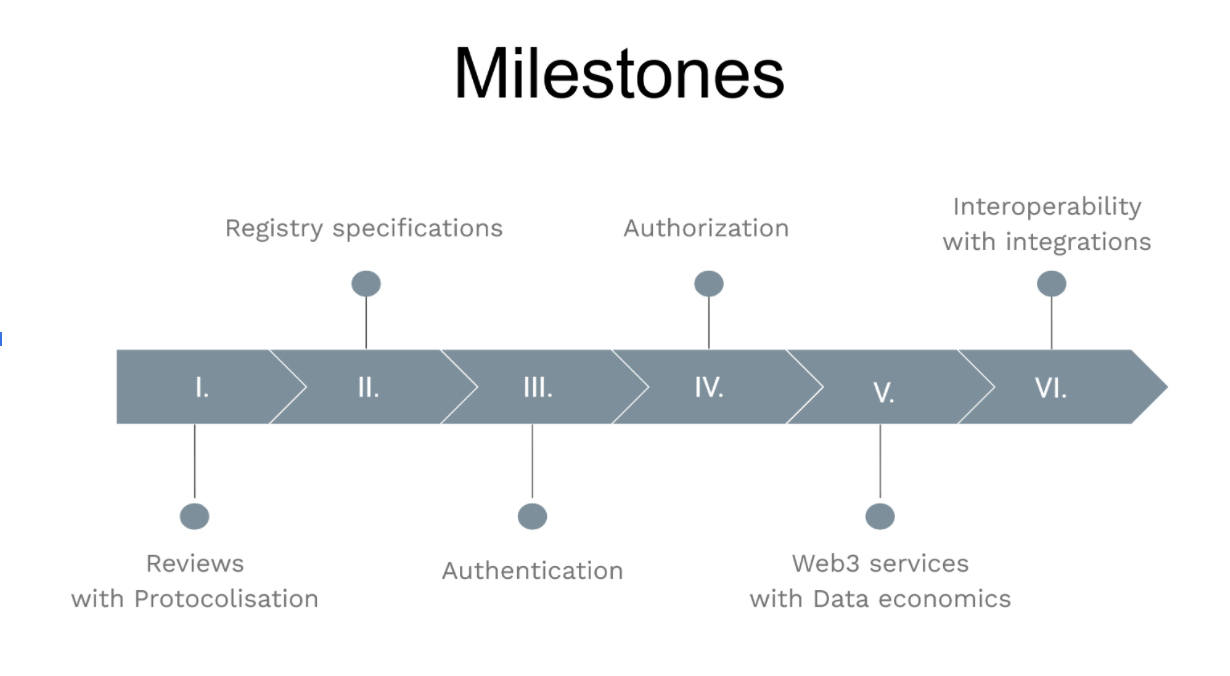 Milestones
Registry specifications
Authorization
Interoperability
with integrations
I.
II.
III.
IV.
V.
VI.
Reviews
with Protocolisation
Authentication
Web3 services
with Data economics